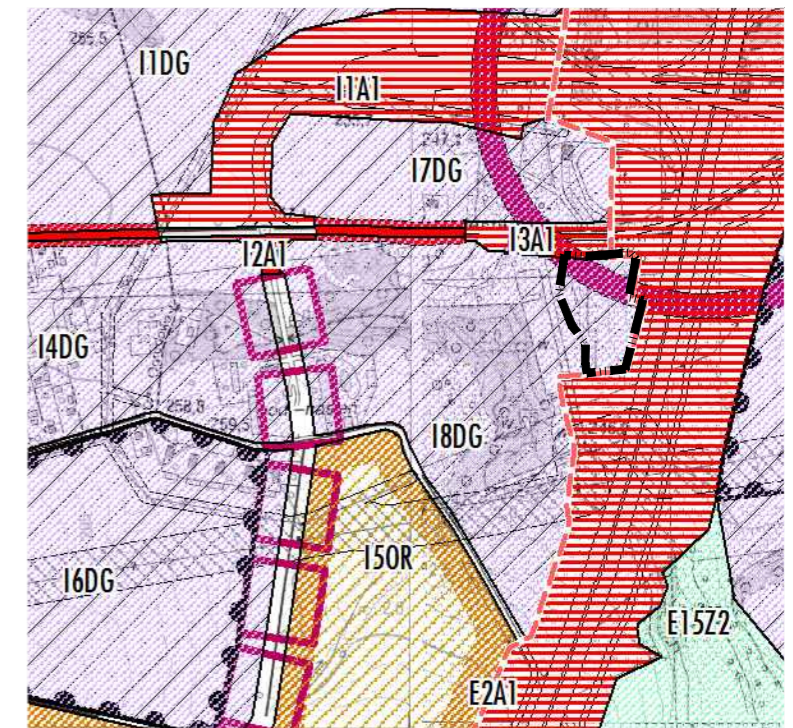 I1DG
I1A1
I7DG
I3A1
I2A1
I4DG
I8DG
I5OR
I6DG
E15Z2
E2A1